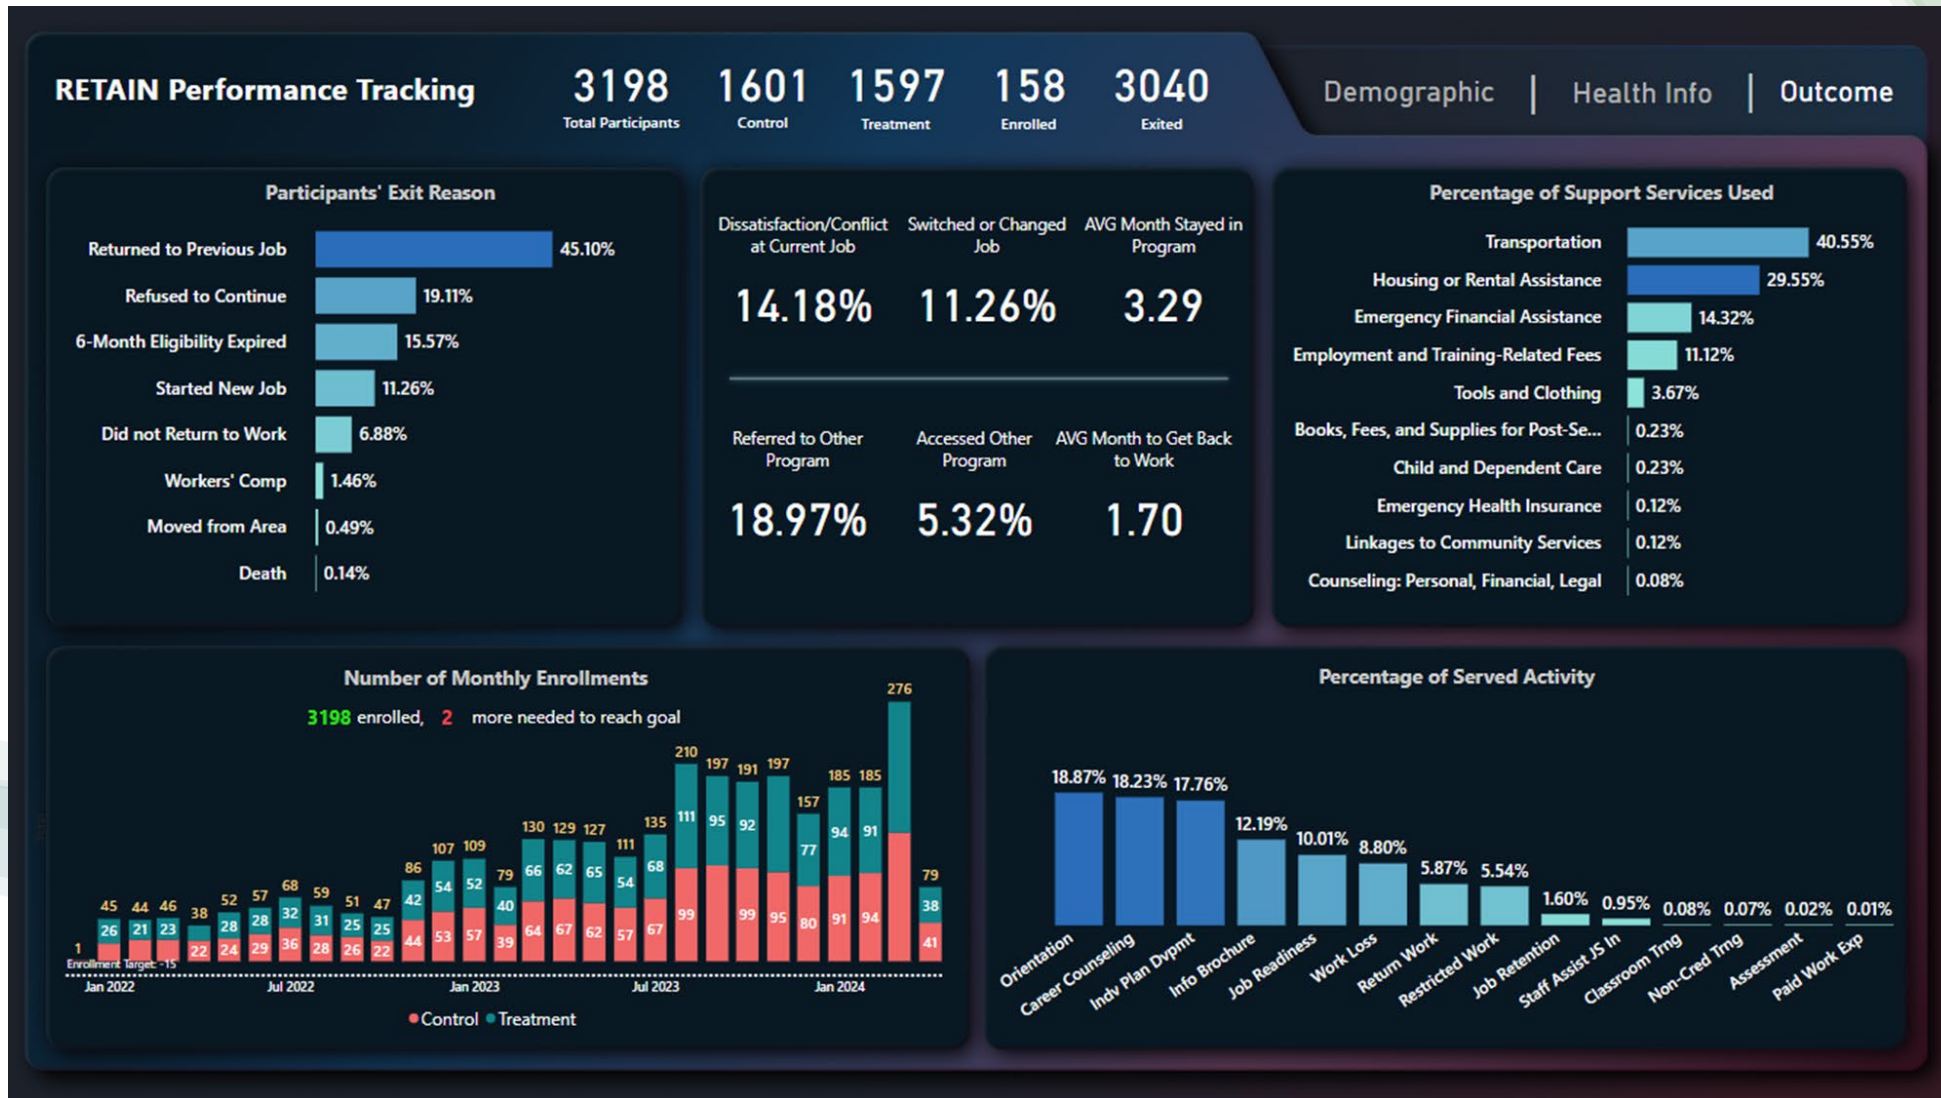 RETAIN Performance Tracking
3198
Total Participants
1601
Control
1597
Treatment
158
Enrolled
3040
Exited
Demographic | Health Info | Outcome
Participants' Exit Reason
Returned to Previous Job 45.10%
Refused to Continue 19.11%
6-Month Eligibility Expired 15.57%
Started New Job 11.26%
Did not Return to Work 6.88%
Workers' Comp 1.46%
Moved from Area 0.49%
Death 0.14%
Dissatisfaction/Conflict
at Current Job
14.18%
Switched or Changed
Job
11.26%
AVG Month Stayed in
Program
3.29
Referred to Other
Program
18.97%
Accessed Other
Program
5.32%
AVG Month to Get Back
to Work
1.70
Percentage of Support Services Used
Transportation 40.55%
Housing or Rental Assistance 29.55%
Emergency Financial Assistance 14.32%
Employment and Training-Related Fees 11.12%
Tools and Clothing 3.67%
Books, Fees, and Supplies for Post-Se... 0.23%
Child and Dependent Care 0.23%
Emergency Health Insurance 0.12%
Linkages to Community Services 0.12%
Counseling: Personal, Financial, Legal 0.08%
Number of Monthly Enrollments
3198 enrolled, 2 more needed to reach goal
1 45 44 46 38 52 57 68 59 51 47 86 107 109 79 130 129 127 111 135 210 197 191 197 157 185 185 276 79
26 21 23 28 28 32 31 25 25 42 54 52 40 66 62 65 54 68 111 95 92 77 94 91 38
22 24 29 36 28 26 22 44 53 57 39 64 67 62 57 67 99 99 95 80 91 94 41
Enrollment Target: -15
Jan 2022 Jul 2022 Jan 2023 Jul 2023 Jan 2024
Control Treatment
Percentage of Served Activity
18.87% 18.23% 17.76% 12.19% 10.01% 8.80% 5.87% 5.54% 1.60% 0.95% 0.08% 0.07% 0.02% 0.01%
Orientation
Career Counseling
Indv Plan Dvpmt
Info Brochure
Job Readiness
Work Loss
Return Work
Restricted Work
Job Retention
Staff Assist JS In
Classroom Trng
Non-Cred Trng
Assessment
Paid Work Exp